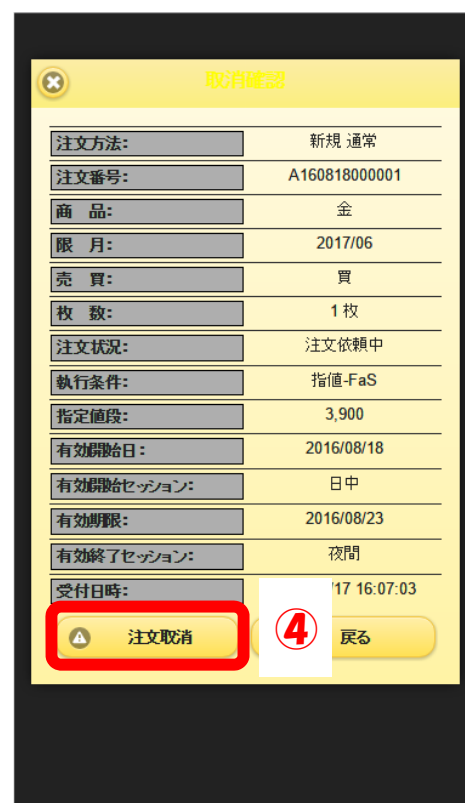 取消確認
注文方法: 新規 通常
注文番号: A160818000001
商 品: 金
限 月: 2017/06
売 買: 買
枚 数: 1 枚
注文状況: 注文依頼中
執行条件: 指値-FaS
指定値段: 3,900
有効開始日: 2016/08/18
有効開始セッション: 日中
有効期限: 2016/08/23
有効終了セッション: 夜間
受付日時: '17 16:07:03
注文取消 ④ 戻る